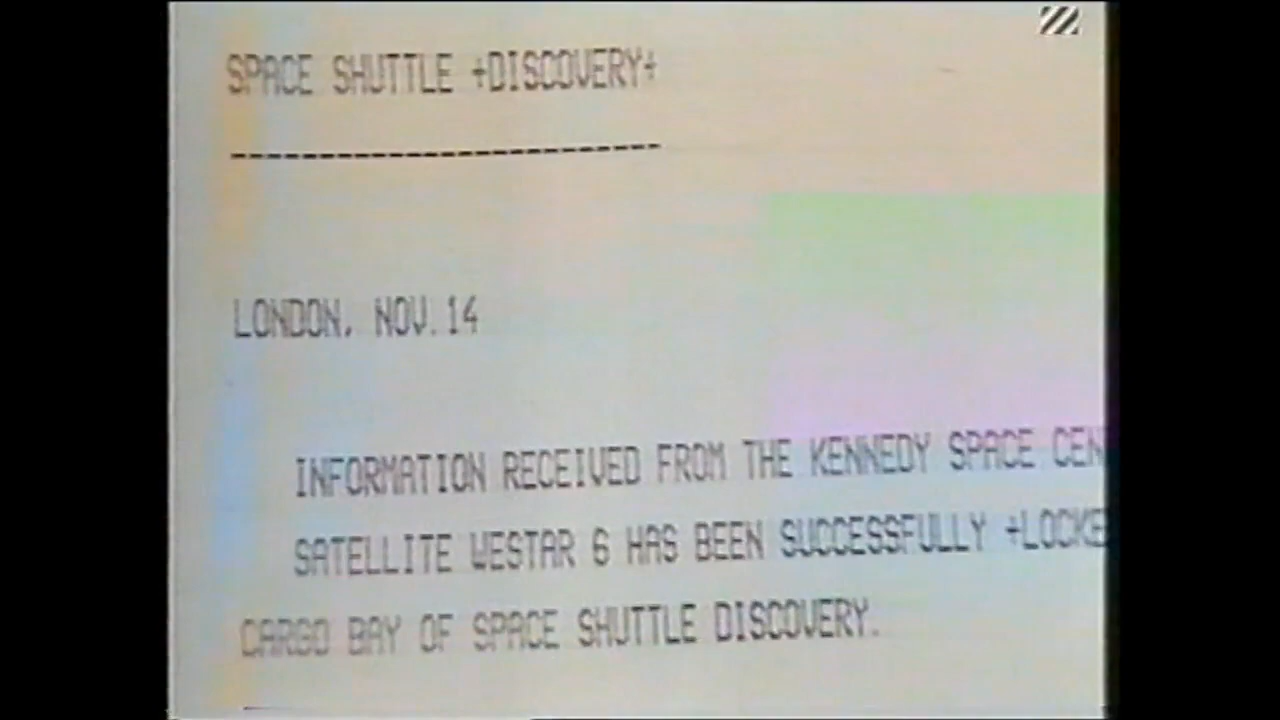 SPACE SHUTTLE +DISCOVERY+
------------------------
LONDON, NOV.14
INFORMATION RECEIVED FROM THE KENNEDY SPACE CEN
SATELLITE WESTAR 6 HAS BEEN SUCCESSFULLY +LOCKE
CARGO BAY OF SPACE SHUTTLE DISCOVERY.